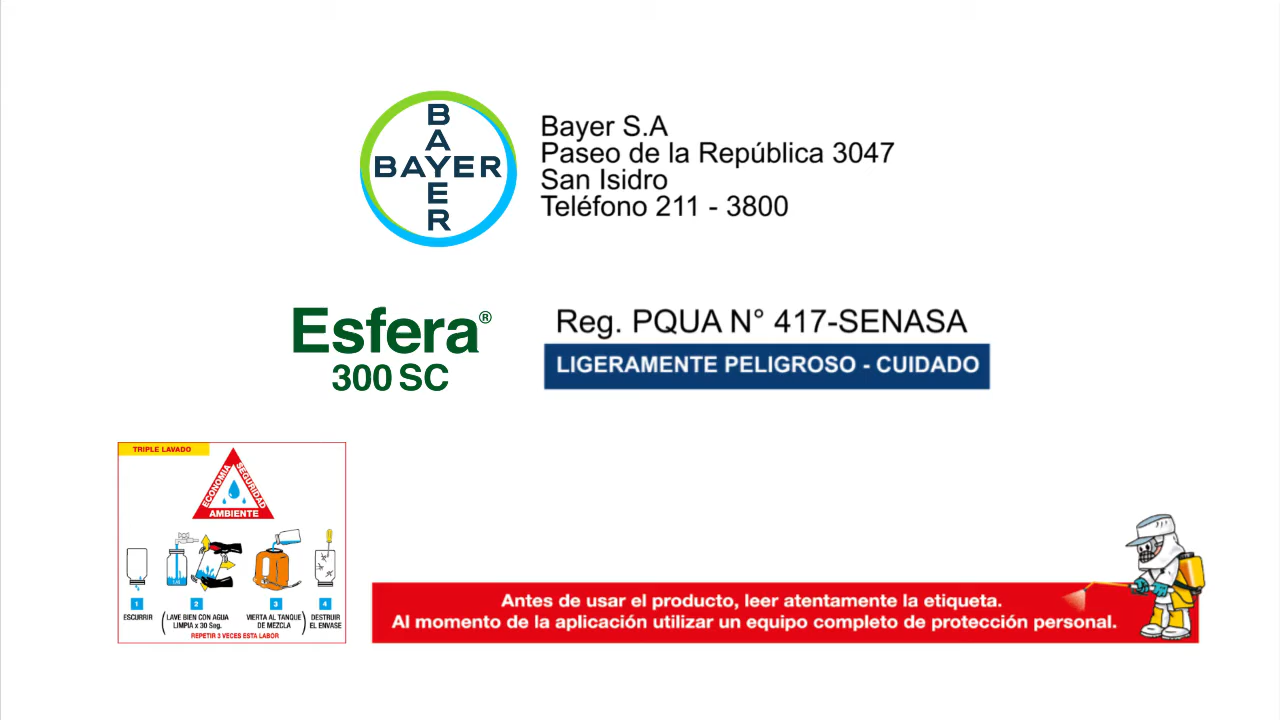 BAYER
BAYER
Bayer S.A
Paseo de la República 3047
San Isidro
Teléfono 211 - 3800
Esfera®
300 SC
Reg. PQUA N° 417-SENASA
LIGERAMENTE PELIGROSO - CUIDADO
TRIPLE LAVADO
ECONOMIA
SEGURIDAD
AMBIENTE
1
2
3
4
ESCURRIR
(LAVE BIEN CON AGUA
LIMPIA x 30 Seg.
VIERTA AL TANQUE
DE MEZCLA)
DESTRUIR
EL ENVASE
REPETIR 3 VECES ESTA LABOR
Antes de usar el producto, leer atentamente la etiqueta.
Al momento de la aplicación utilizar un equipo completo de protección personal.